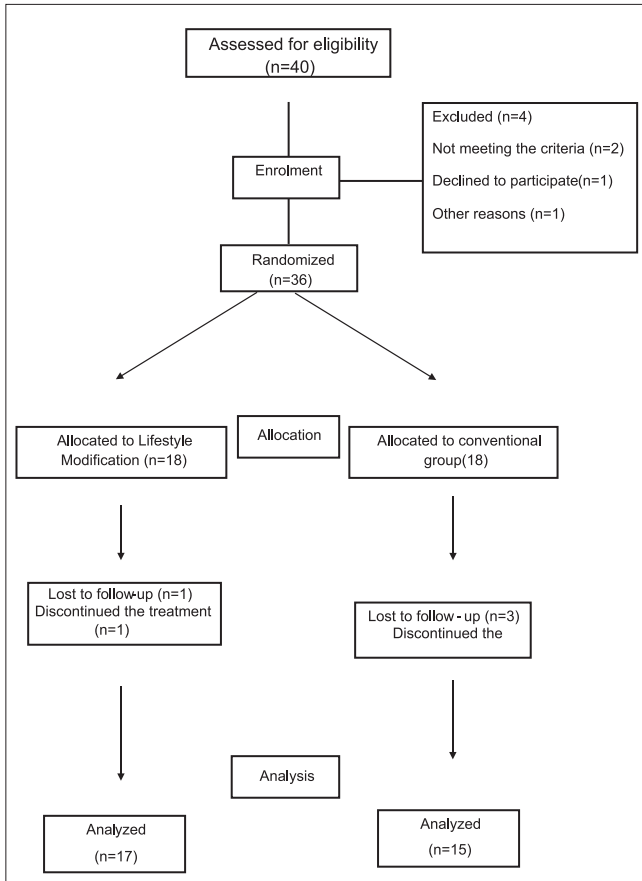 Assessed for eligibility
(n=40)
Excluded (n=4)
Not meeting the criteria (n=2)
Declined to participate(n=1)
Other reasons (n=1)
Enrolment
Randomized
(n=36)
Allocated to Lifestyle
Modification (n=18)
Allocation
Allocated to conventional
group(18)
Lost to follow-up (n=1)
Discontinued the treatment
(n=1)
Lost to follow-up (n=3)
Discontinued the
Analysis
Analyzed
(n=17)
Analyzed
(n=15)